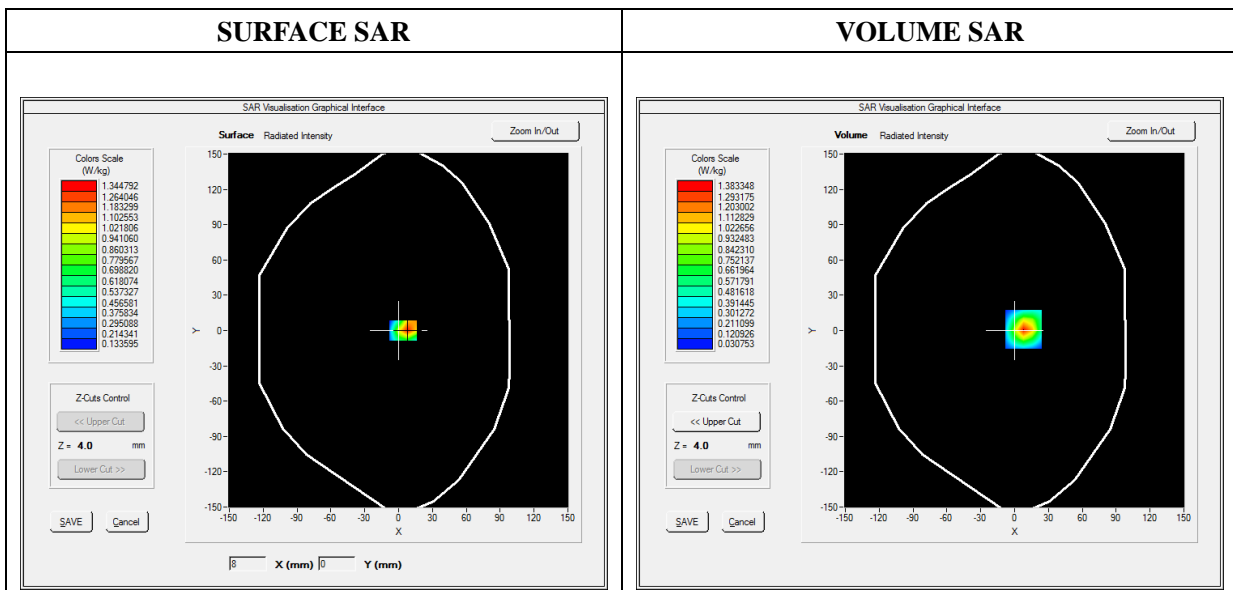 SURFACE SAR
VOLUME SAR
SAR Visualisation Graphical Interface
Surface Radiated Intensity
Zoom In/Out
Colors Scale
(W/kg)
1.344792
1.264046
1.183299
1.102553
1.021806
0.941060
0.860313
0.779567
0.698820
0.618074
0.537327
0.456581
0.375834
0.295088
0.214341
0.133595
150
120
90
60
30
0
-30
-60
-90
-120
-150
Y
-150 -120 -90 -60 -30 0 30 60 90 120 150
X
Z-Cuts Control
<< Upper Cut
Z = 4.0 mm
Lower Cut >>
SAVE Cancel
8 X (mm) 0 Y (mm)
SAR Visualisation Graphical Interface
Volume Radiated Intensity
Zoom In/Out
Colors Scale
(W/kg)
1.383348
1.293175
1.203002
1.112829
1.022656
0.932483
0.842310
0.752137
0.661964
0.571791
0.481618
0.391445
0.301272
0.211099
0.120926
0.030753
150
120
90
60
30
0
-30
-60
-90
-120
-150
Y
-150 -120 -90 -60 -30 0 30 60 90 120 150
X
Z-Cuts Control
<< Upper Cut
Z = 4.0 mm
Lower Cut >>
SAVE Cancel